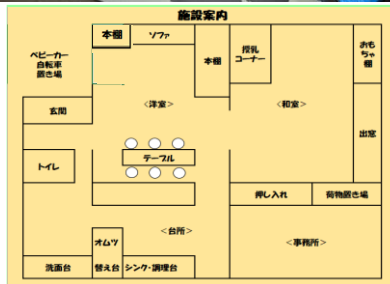 施設案内
本棚
ソファ
ベビーカー
自転車
置き場
本棚
授乳
コーナー
おも
ちゃ
棚
玄関
<洋室>
<和室>
出窓
トイレ
テーブル
押し入れ
荷物置き場
オムツ
替え台
<台所>
<事務所>
洗面台
シンク・調理台